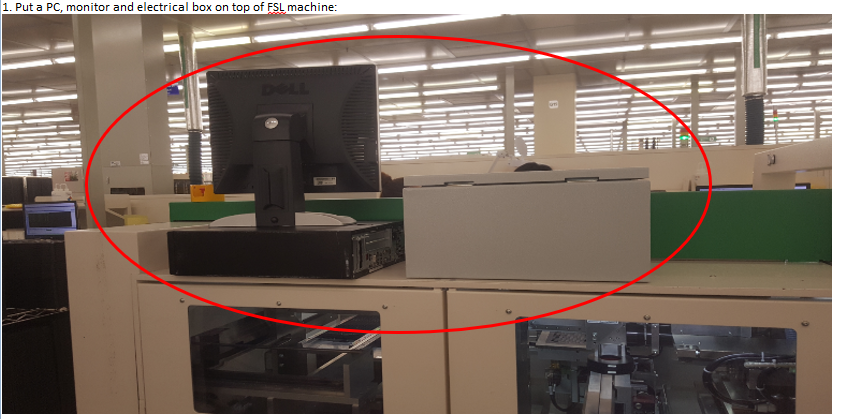 1. Put a PC, monitor and electrical box on top of FSL machine:
DELL